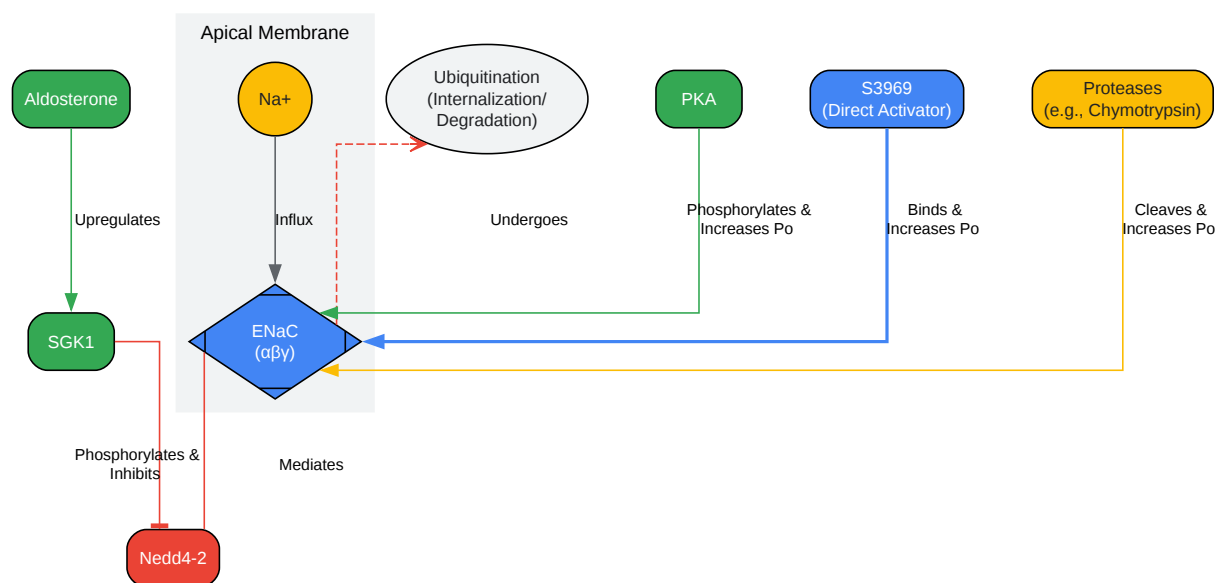 Apical Membrane
Aldosterone
Na+
Ubiquitination
(Internalization/
Degradation)
PKA
S3969
(Direct Activator)
Proteases
(e.g., Chymotrypsin)
Upregulates
Influx
Undergoes
Phosphorylates &
Increases Po
Binds &
Increases Po
Cleaves &
Increases Po
SGK1
ENaC
(αβγ)
Phosphorylates &
Inhibits
Mediates
Nedd4-2